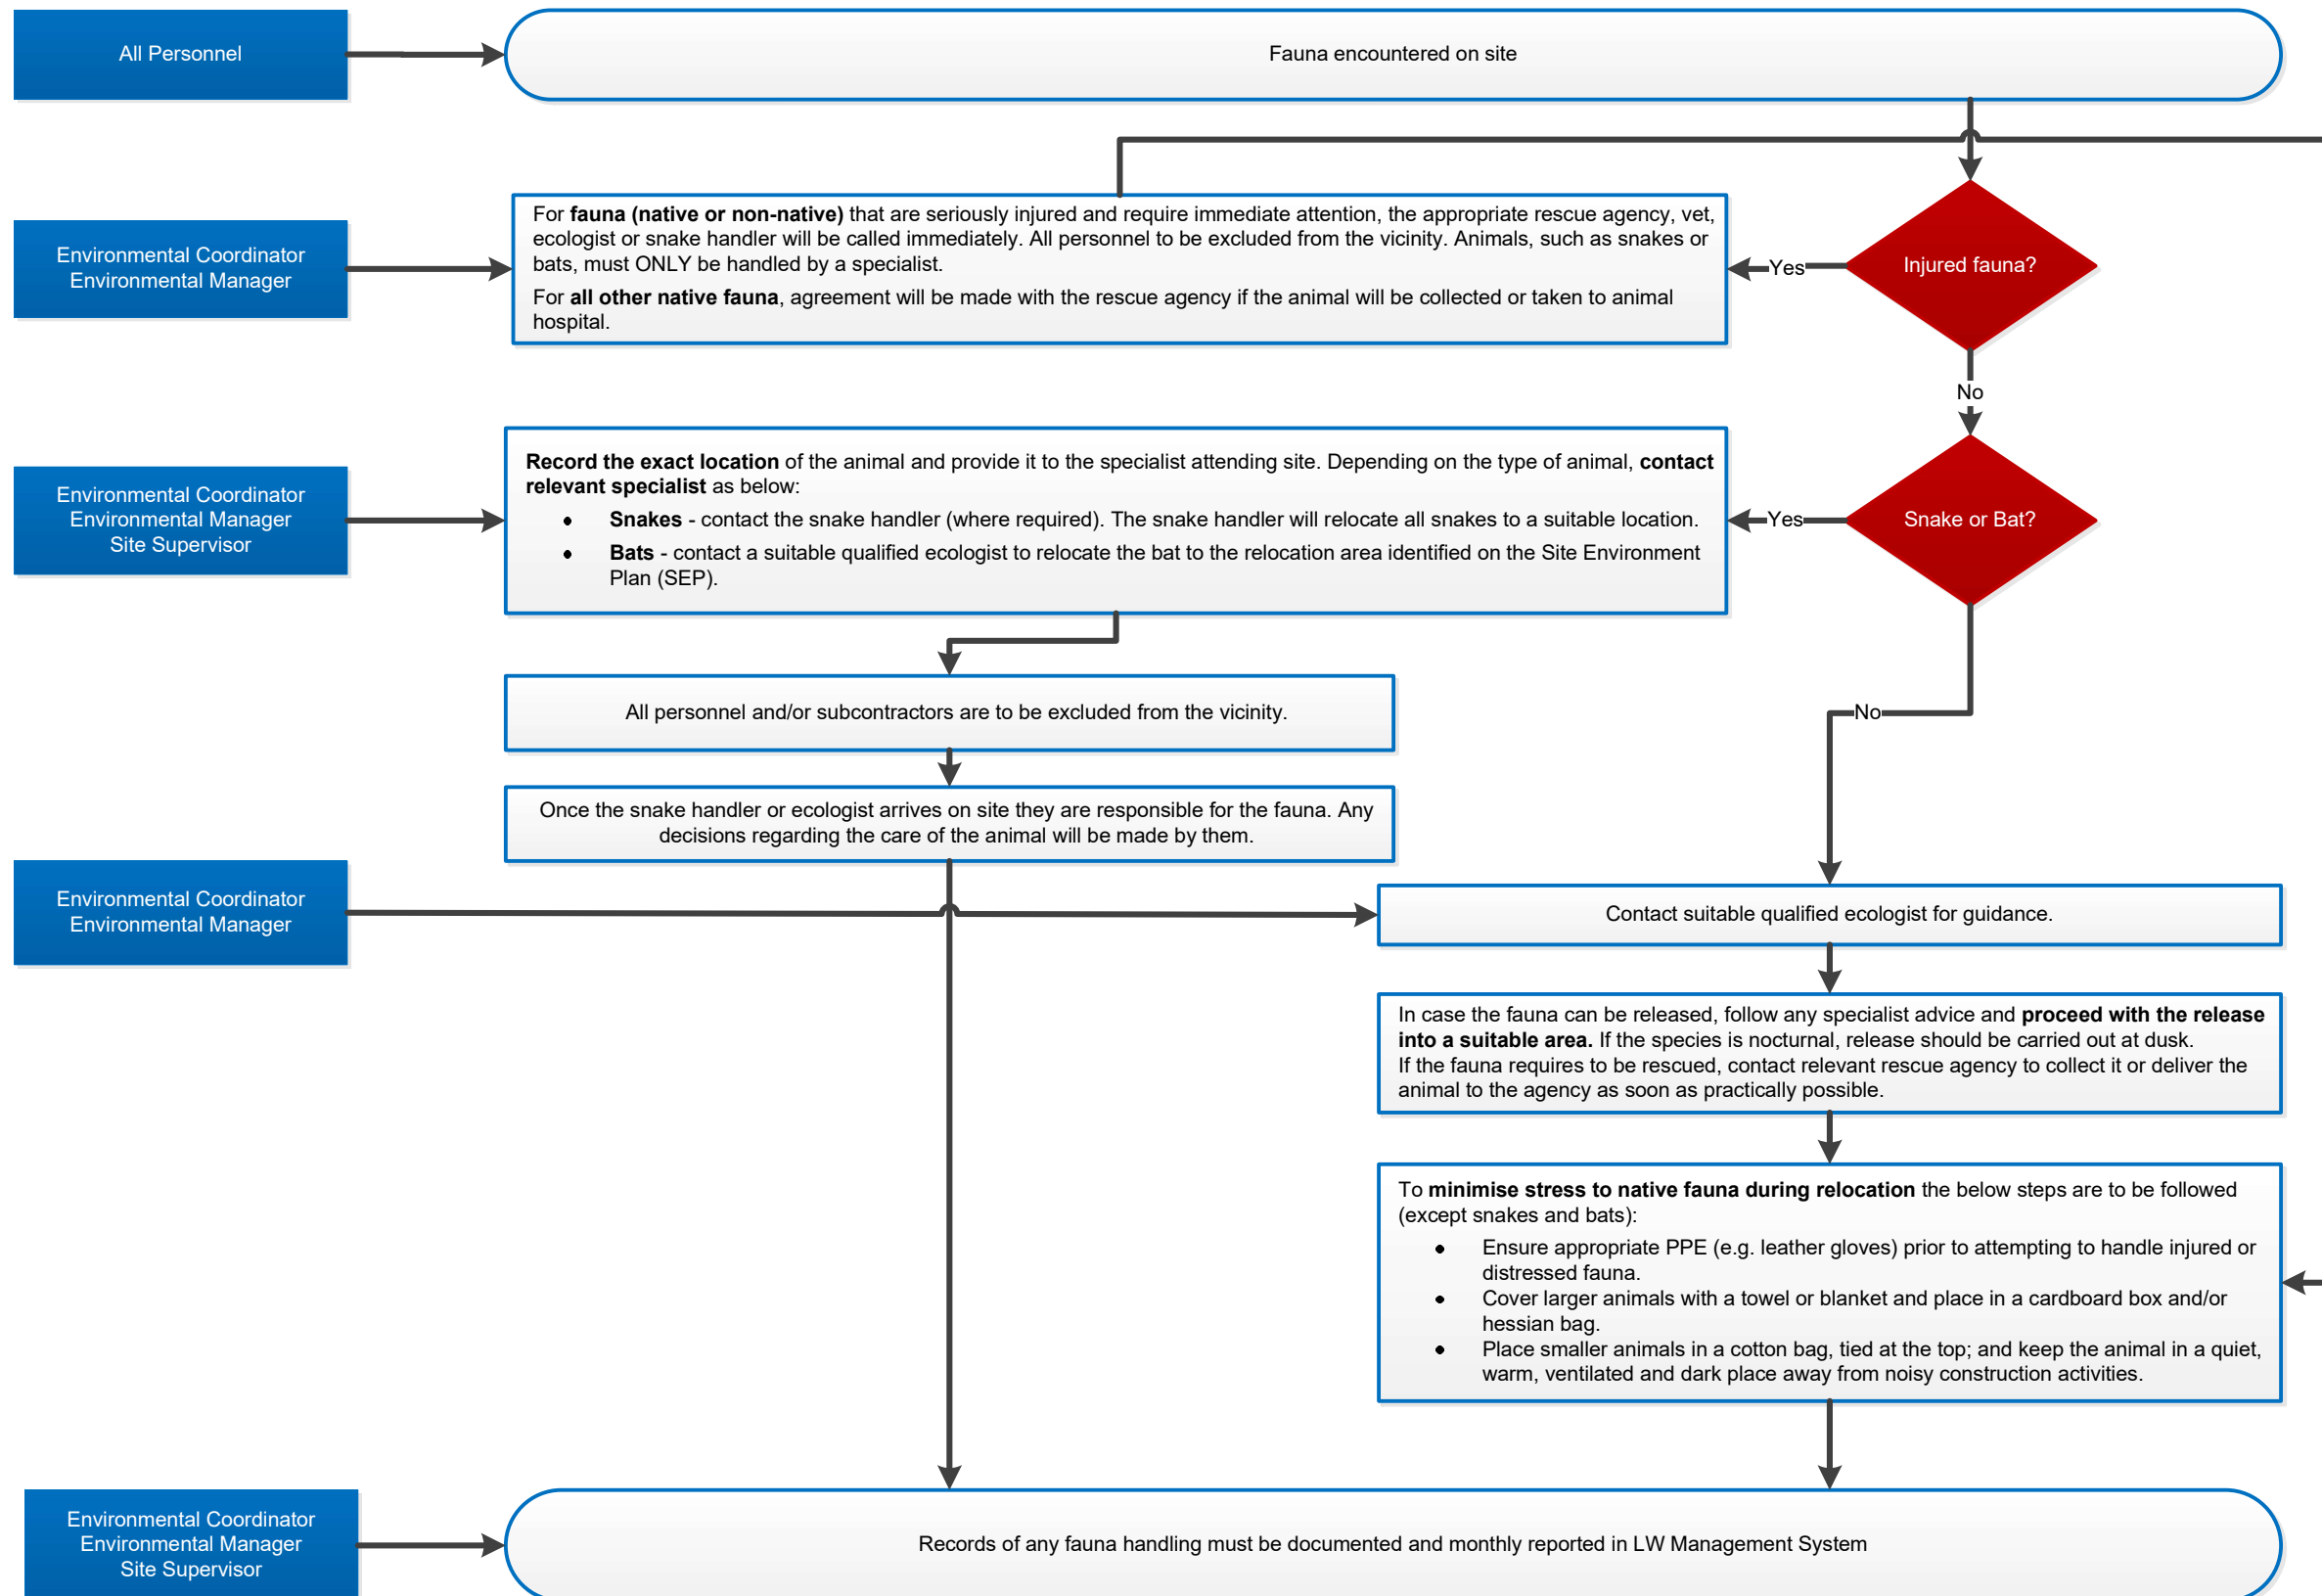 All Personnel
Fauna encountered on site
Environmental Coordinator
Environmental Manager
For fauna (native or non-native) that are seriously injured and require immediate attention, the appropriate rescue agency, vet,
ecologist or snake handler will be called immediately. All personnel to be excluded from the vicinity. Animals, such as snakes or
bats, must ONLY be handled by a specialist.
For all other native fauna, agreement will be made with the rescue agency if the animal will be collected or taken to animal
hospital.
Yes
Injured fauna?
No
Environmental Coordinator
Environmental Manager
Site Supervisor
Record the exact location of the animal and provide it to the specialist attending site. Depending on the type of animal, contact
relevant specialist as below:
• Snakes - contact the snake handler (where required). The snake handler will relocate all snakes to a suitable location.
• Bats - contact a suitable qualified ecologist to relocate the bat to the relocation area identified on the Site Environment
Plan (SEP).
Yes
Snake or Bat?
All personnel and/or subcontractors are to be excluded from the vicinity.
No
Once the snake handler or ecologist arrives on site they are responsible for the fauna. Any
decisions regarding the care of the animal will be made by them.
Environmental Coordinator
Environmental Manager
Contact suitable qualified ecologist for guidance.
In case the fauna can be released, follow any specialist advice and proceed with the release
into a suitable area. If the species is nocturnal, release should be carried out at dusk.
If the fauna requires to be rescued, contact relevant rescue agency to collect it or deliver the
animal to the agency as soon as practically possible.
To minimise stress to native fauna during relocation the below steps are to be followed
(except snakes and bats):
• Ensure appropriate PPE (e.g. leather gloves) prior to attempting to handle injured or
distressed fauna.
• Cover larger animals with a towel or blanket and place in a cardboard box and/or
hessian bag.
• Place smaller animals in a cotton bag, tied at the top; and keep the animal in a quiet,
warm, ventilated and dark place away from noisy construction activities.
Environmental Coordinator
Environmental Manager
Site Supervisor
Records of any fauna handling must be documented and monthly reported in LW Management System